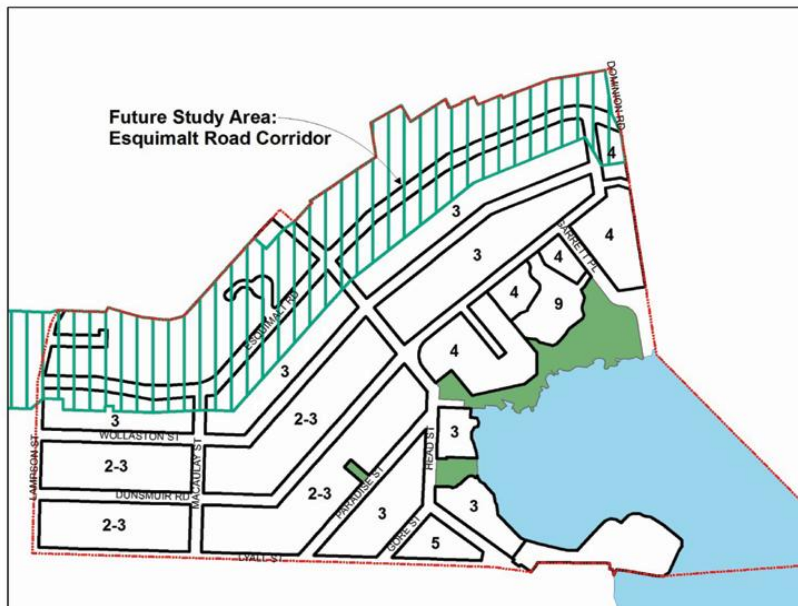 DOMINION RD
Future Study Area:
Esquimalt Road Corridor
4
3
4
3
GARRETT PL
4
4
9
ESQUIMALT RD
4
3
3
2-3
3
WOLLASTON ST
LAMPSON ST
MACAULAY ST
HEAD ST
2-3
2-3
PARADISE ST
DUNSMUIR RD
3
3
2-3
GORE ST
5
LYALL ST